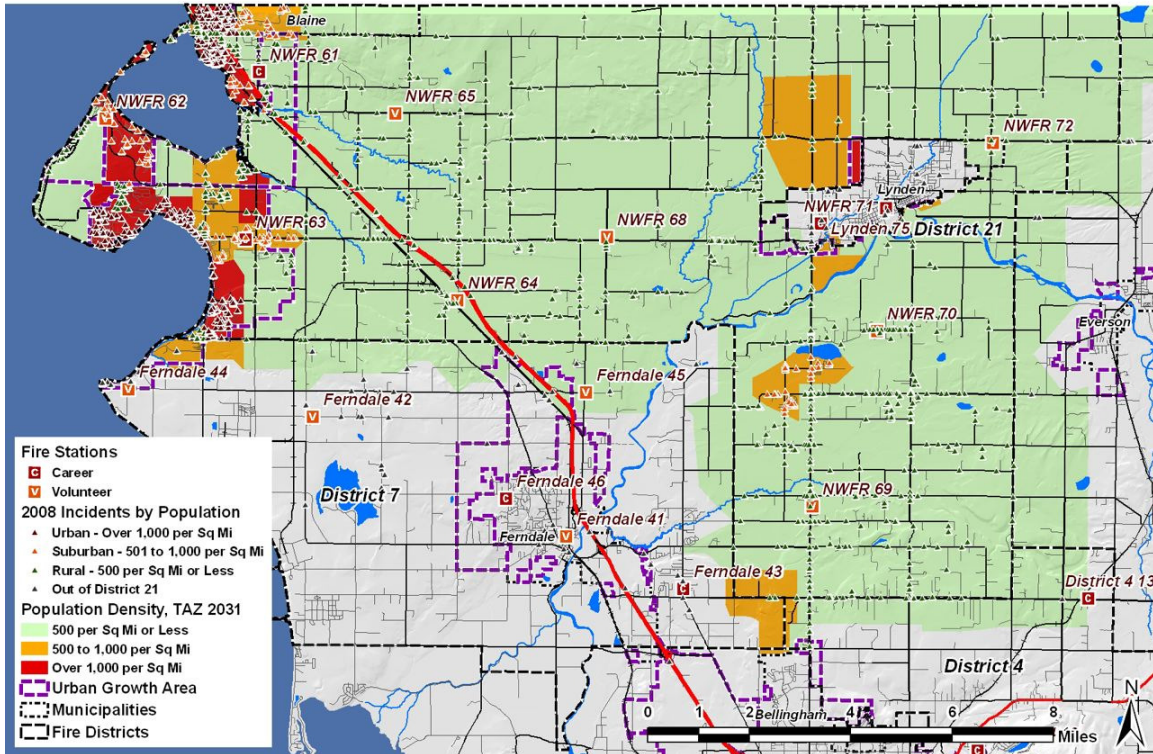 Blaine
NWFR 61
NWFR 62
NWFR 65
NWFR 72
Lynden
NWFR 71
NWFR 63
NWFR 68
Lynden 75
District 21
NWFR 64
Everson
NWFR 70
Ferndale 44
Ferndale 45
Ferndale 42
Fire Stations
C Career
V Volunteer
2008 Incidents by Population
Urban - Over 1,000 per Sq Mi
Suburban - 501 to 1,000 per Sq Mi
Rural - 500 per Sq Mi or Less
Out of District 21
Population Density, TAZ 2031
500 per Sq Mi or Less
500 to 1,000 per Sq Mi
Over 1,000 per Sq Mi
Urban Growth Area
Municipalities
Fire Districts
Ferndale 46
District 7
NWFR 69
Ferndale 41
Ferndale
Ferndale 43
District 4 13
District 4
N
Bellingham
0 1 2 4 6 8
Miles